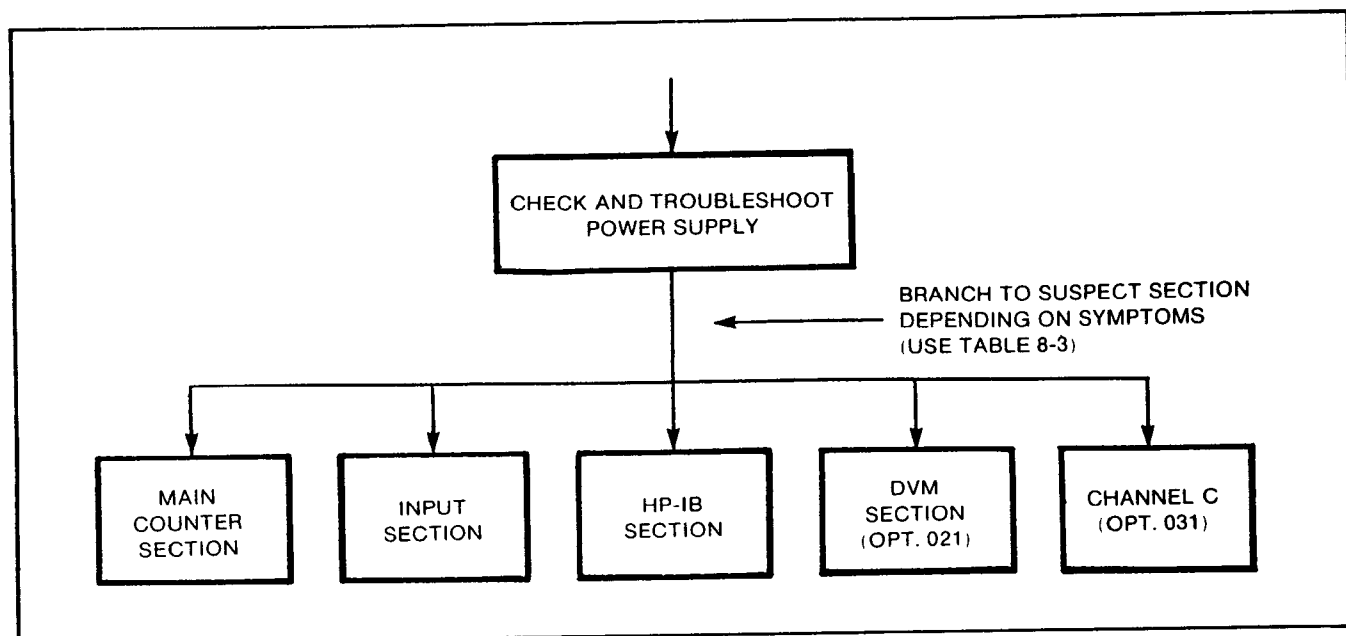 CHECK AND TROUBLESHOOT
POWER SUPPLY
BRANCH TO SUSPECT SECTION
DEPENDING ON SYMPTOMS
(USE TABLE 8-3)
MAIN
COUNTER
SECTION
INPUT
SECTION
HP-IB
SECTION
DVM
SECTION
(OPT. 021)
CHANNEL C
(OPT. 031)